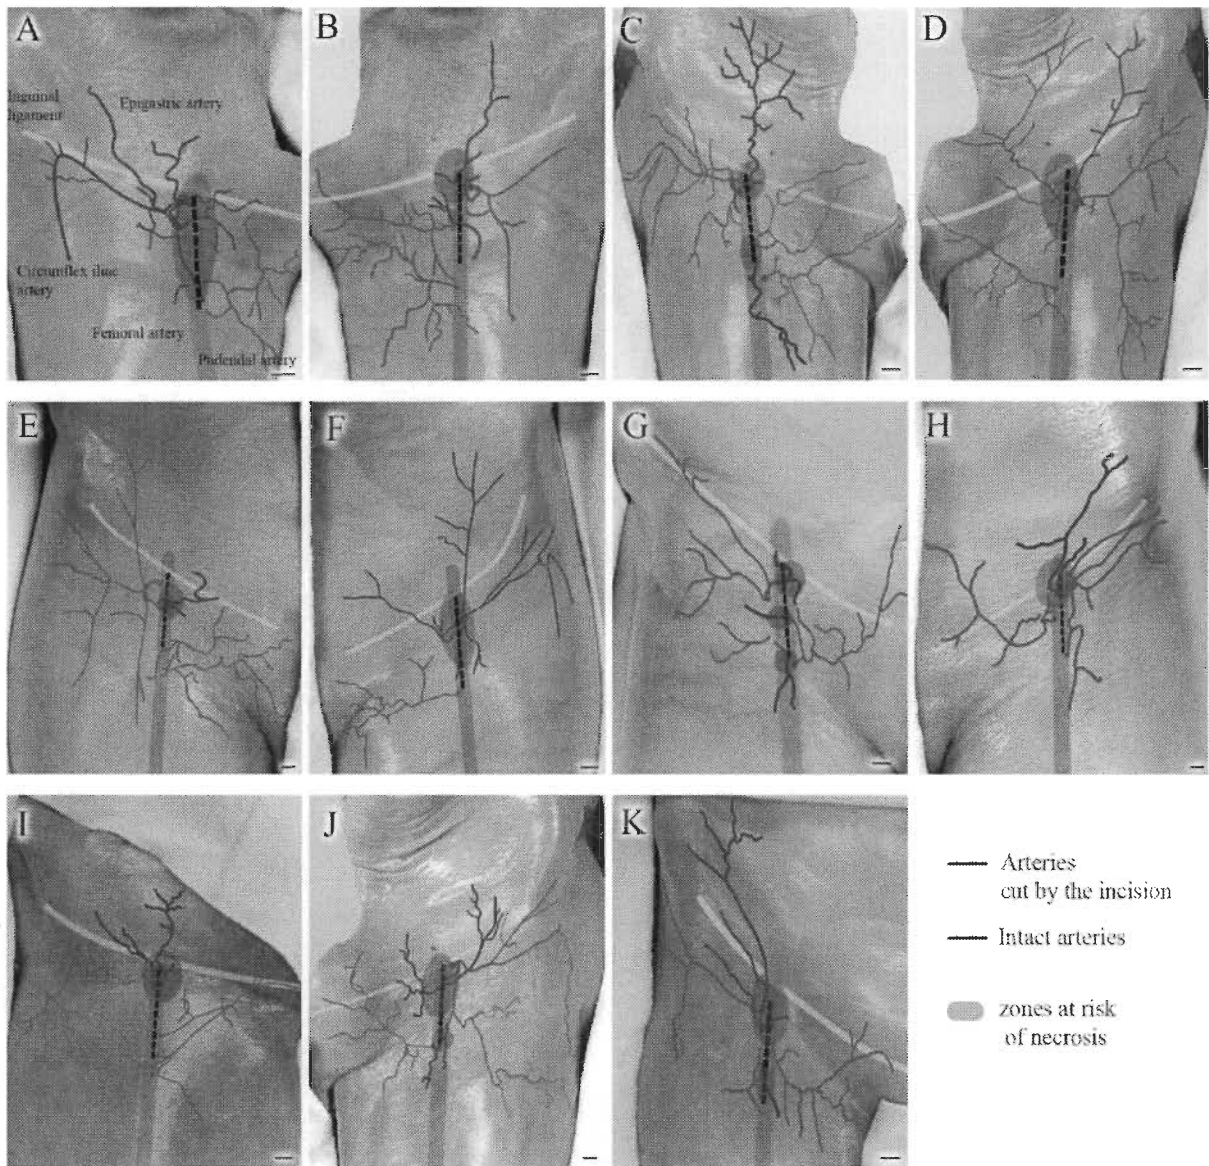 A
B
C
D
Inguinal
ligament
Epigastric artery
Circumflex iliac
artery
Femoral artery
Pudendal artery
E
F
G
H
I
J
K
Arteries
cut by the incision
Intact arteries
zones at risk
of necrosis